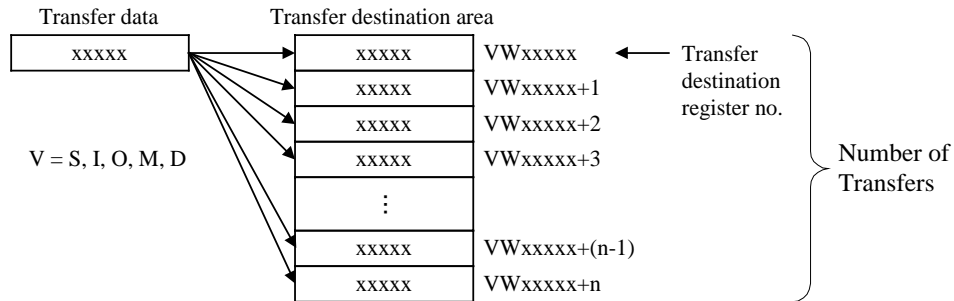 Transfer data
Transfer destination area
xxxxx
xxxxx
VWxxxxx
Transfer
destination
register no.
xxxxx
VWxxxxx+1
xxxxx
VWxxxxx+2
xxxxx
VWxxxxx+3
V = S, I, O, M, D
Number of
Transfers
⋮
xxxxx
VWxxxxx+(n-1)
xxxxx
VWxxxxx+n